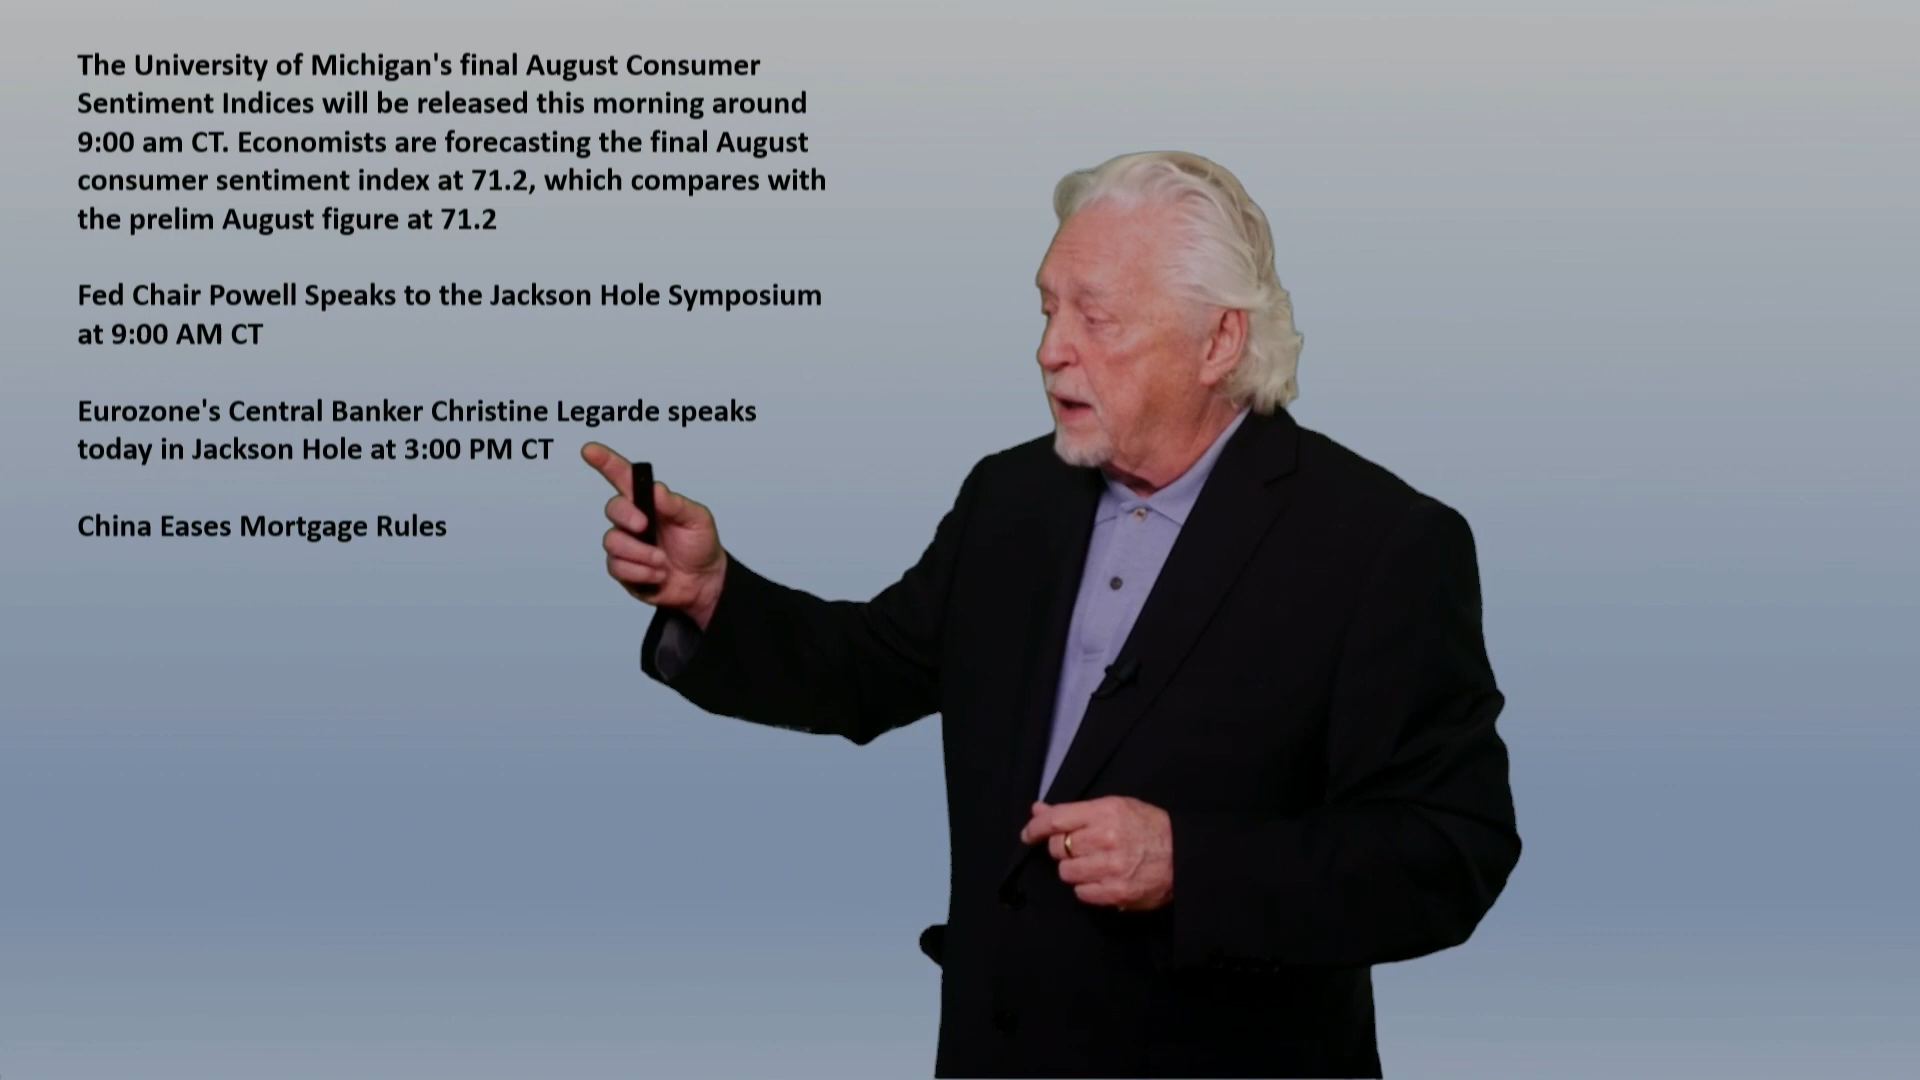 The University of Michigan's final August Consumer
Sentiment Indices will be released this morning around
9:00 am CT. Economists are forecasting the final August
consumer sentiment index at 71.2, which compares with
the prelim August figure at 71.2
Fed Chair Powell Speaks to the Jackson Hole Symposium
at 9:00 AM CT
Eurozone's Central Banker Christine Legarde speaks
today in Jackson Hole at 3:00 PM CT
China Eases Mortgage Rules